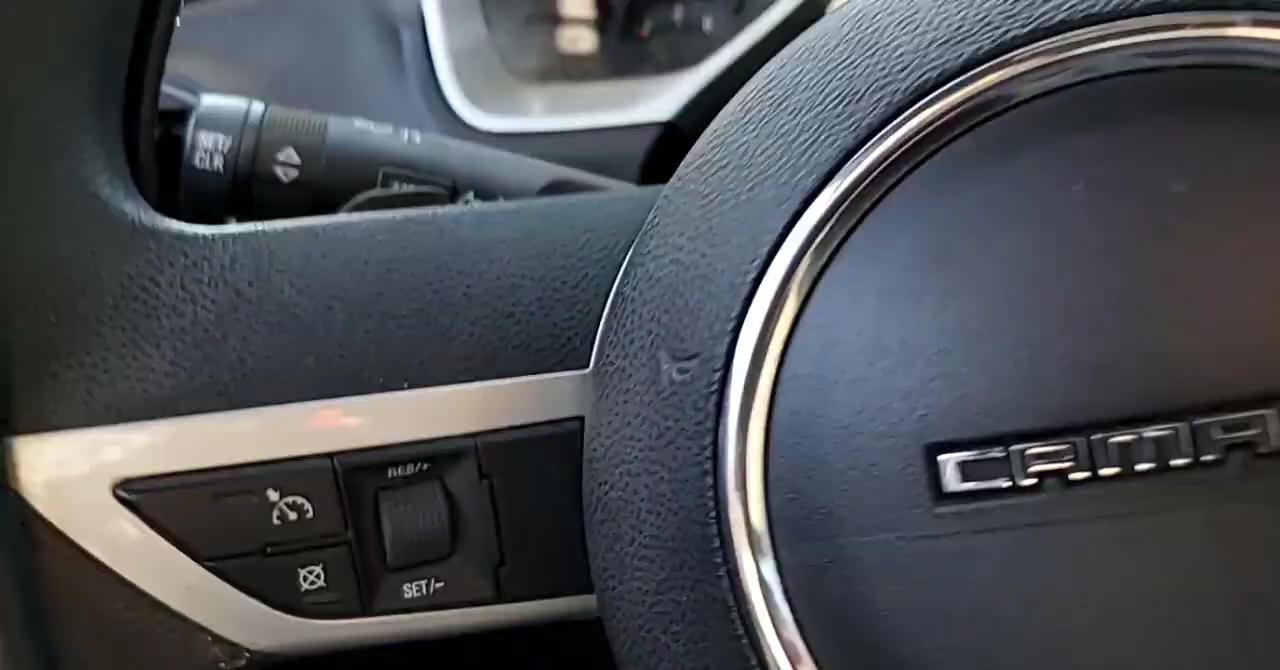 SET/
CLR
RES/+
SET/-
CAMA